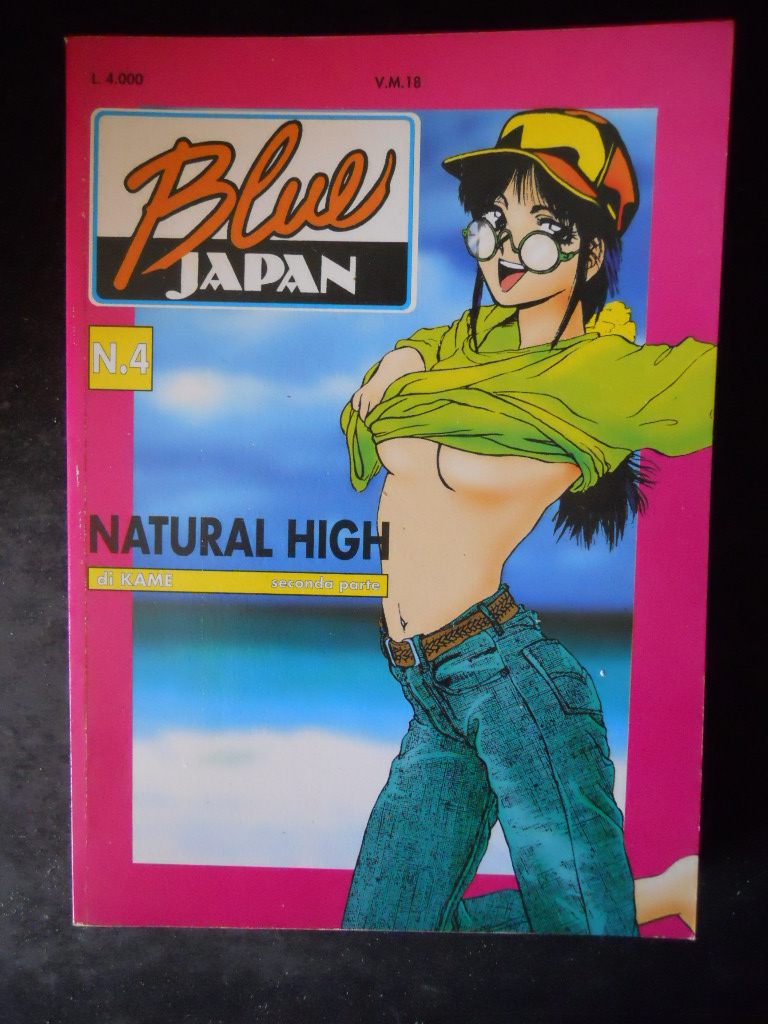 L. 4.000
V.M.18
Blue
JAPAN
N.4
NATURAL HIGH
di KAME
seconda parte